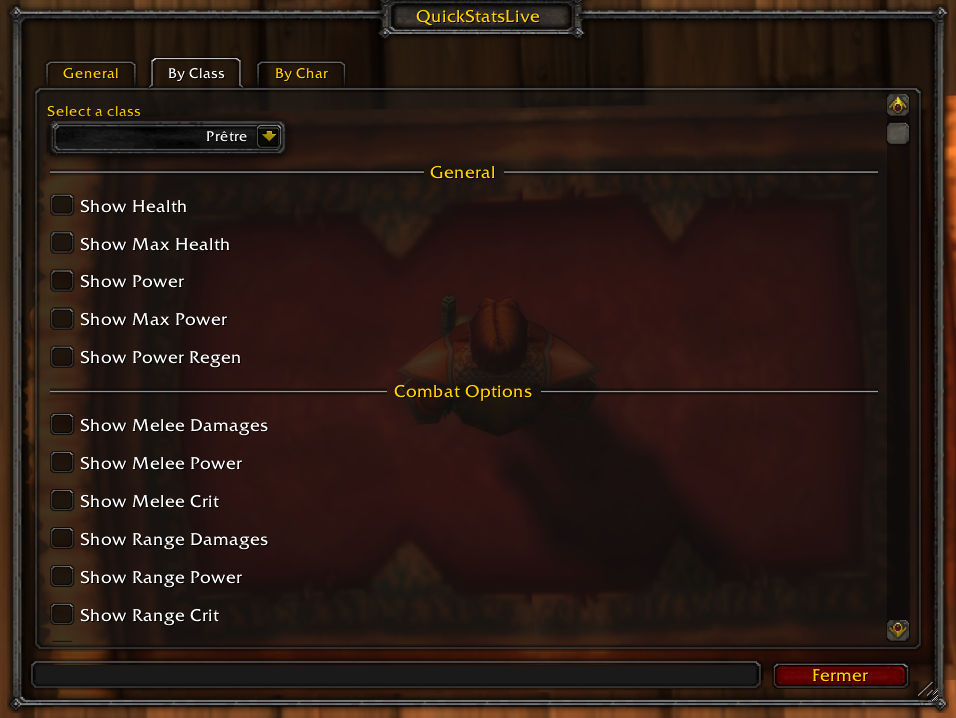 QuickStatsLive
General
By Class
By Char
Select a class
Prêtre
General
Show Health
Show Max Health
Show Power
Show Max Power
Show Power Regen
Combat Options
Show Melee Damages
Show Melee Power
Show Melee Crit
Show Range Damages
Show Range Power
Show Range Crit
Fermer